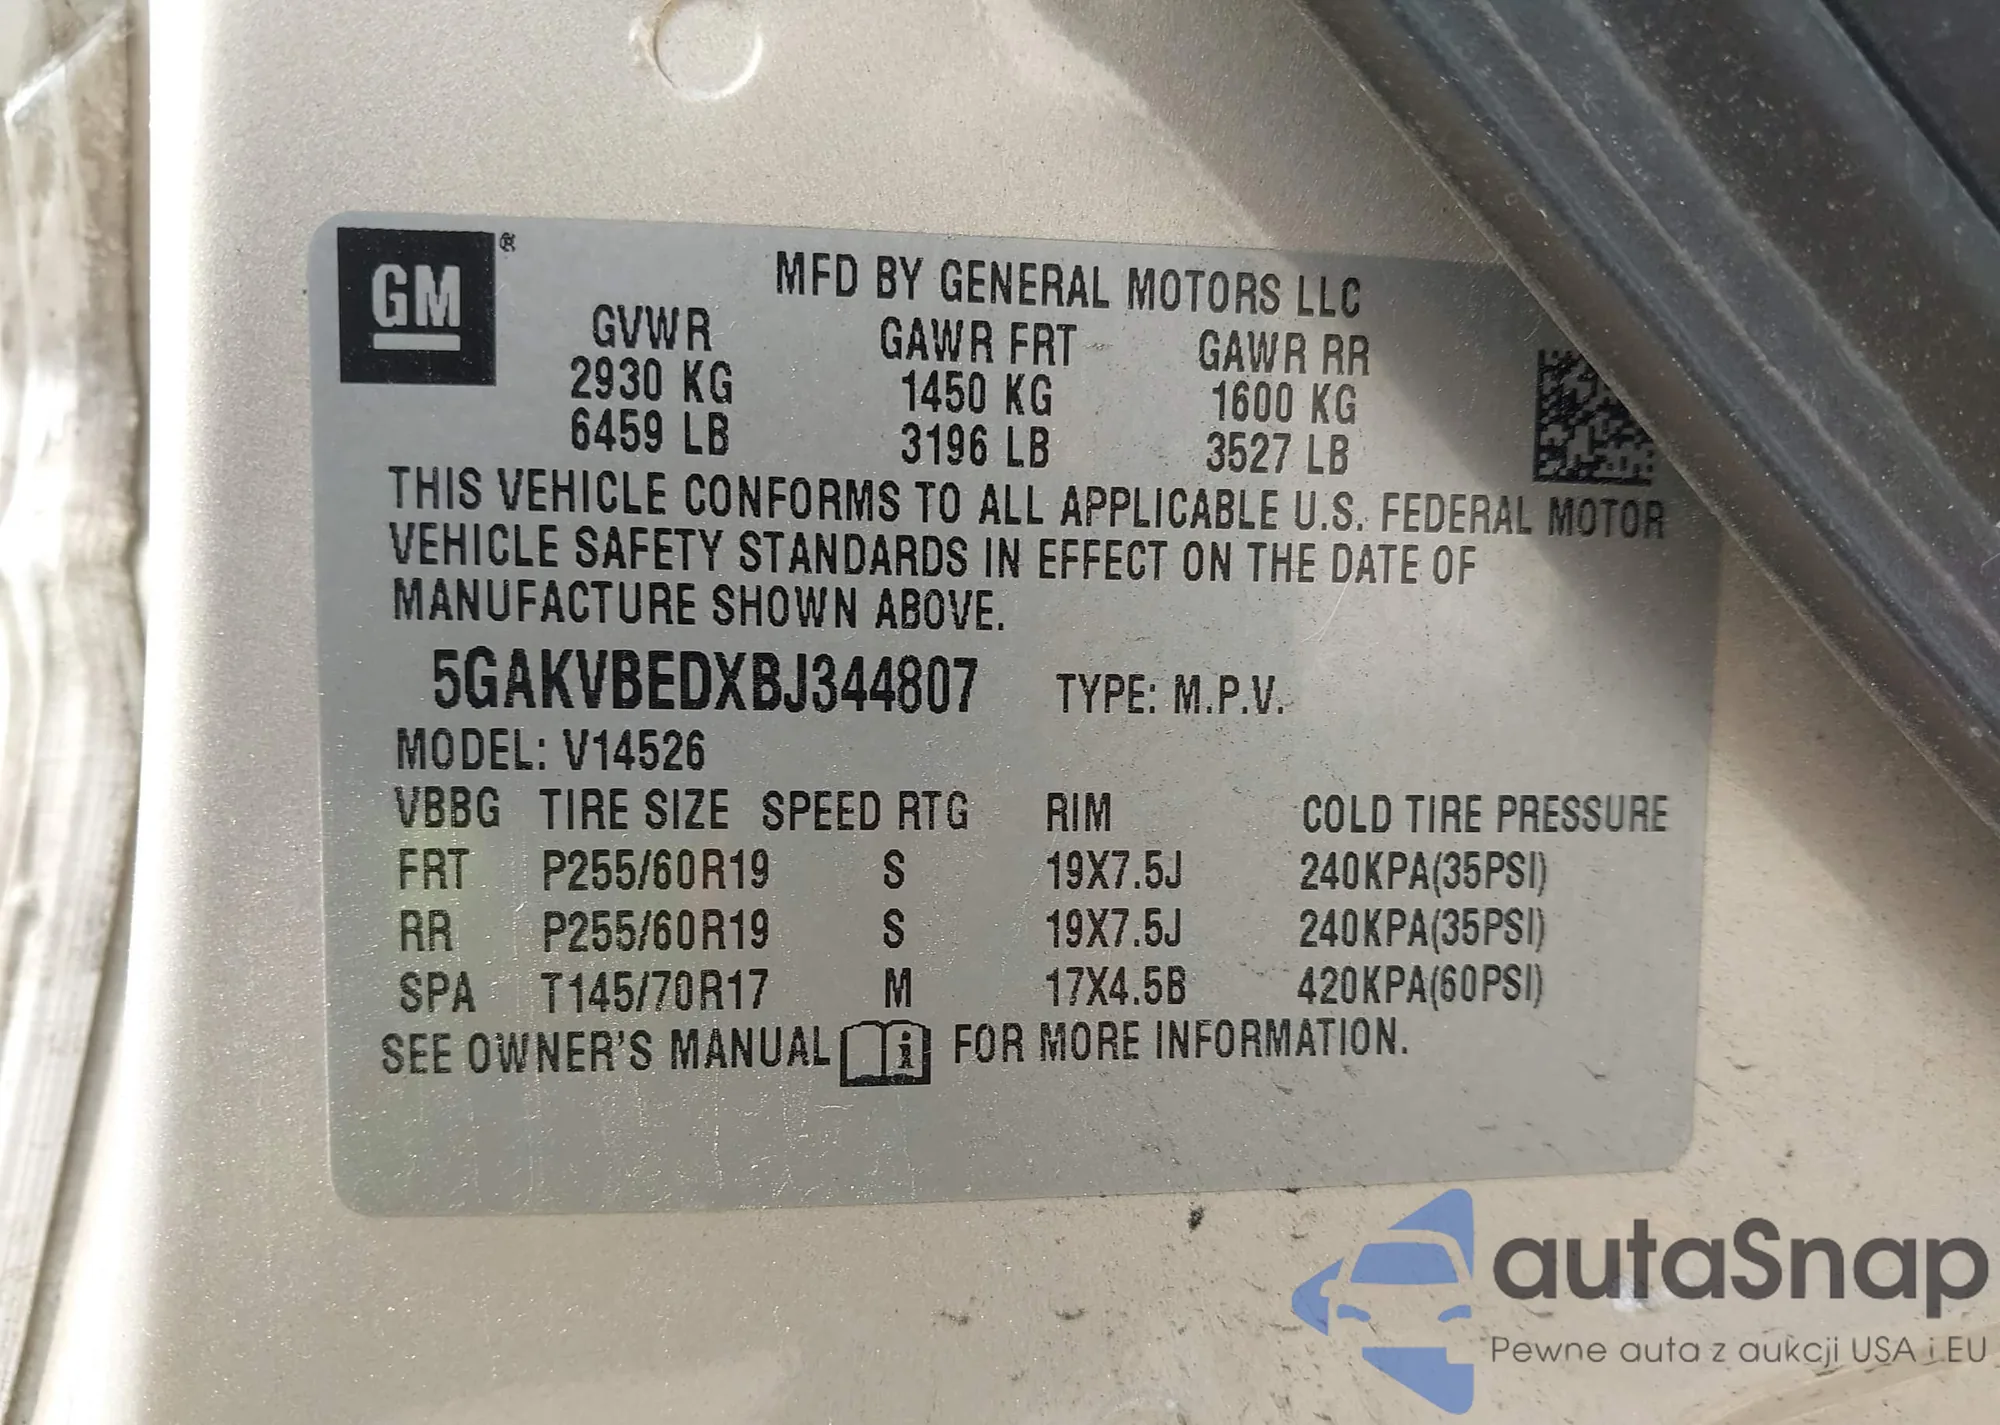 GM ®
MFD BY GENERAL MOTORS LLC
GVWR GAWR FRT GAWR RR
2930 KG 1450 KG 1600 KG
6459 LB 3196 LB 3527 LB
THIS VEHICLE CONFORMS TO ALL APPLICABLE U.S. FEDERAL MOTOR
VEHICLE SAFETY STANDARDS IN EFFECT ON THE DATE OF
MANUFACTURE SHOWN ABOVE.
5GAKVBEDXBJ344807 TYPE: M.P.V.
MODEL: V14526
VBBG TIRE SIZE SPEED RTG RIM COLD TIRE PRESSURE
FRT P255/60R19 S 19X7.5J 240KPA(35PSI)
RR P255/60R19 S 19X7.5J 240KPA(35PSI)
SPA T145/70R17 M 17X4.5B 420KPA(60PSI)
SEE OWNER'S MANUAL i FOR MORE INFORMATION.
autaSnap
Pewne auta z aukcji USA i EU